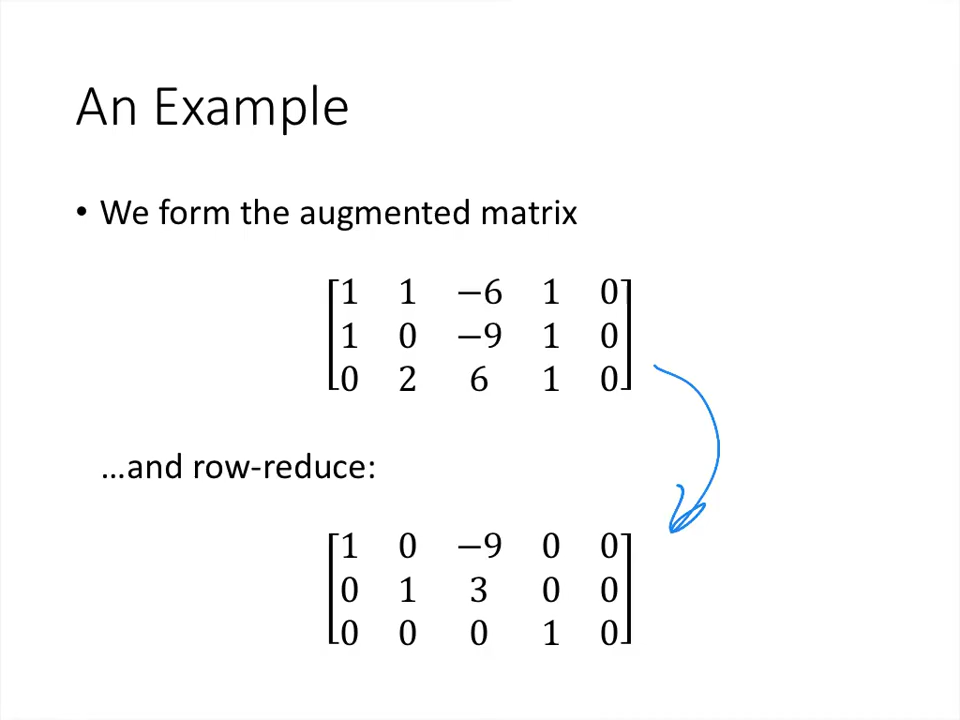 An Example
• We form the augmented matrix
1 1 −6 1 0
1 0 −9 1 0
0 2 6 1 0
…and row-reduce:
1 0 −9 0 0
0 1 3 0 0
0 0 0 1 0